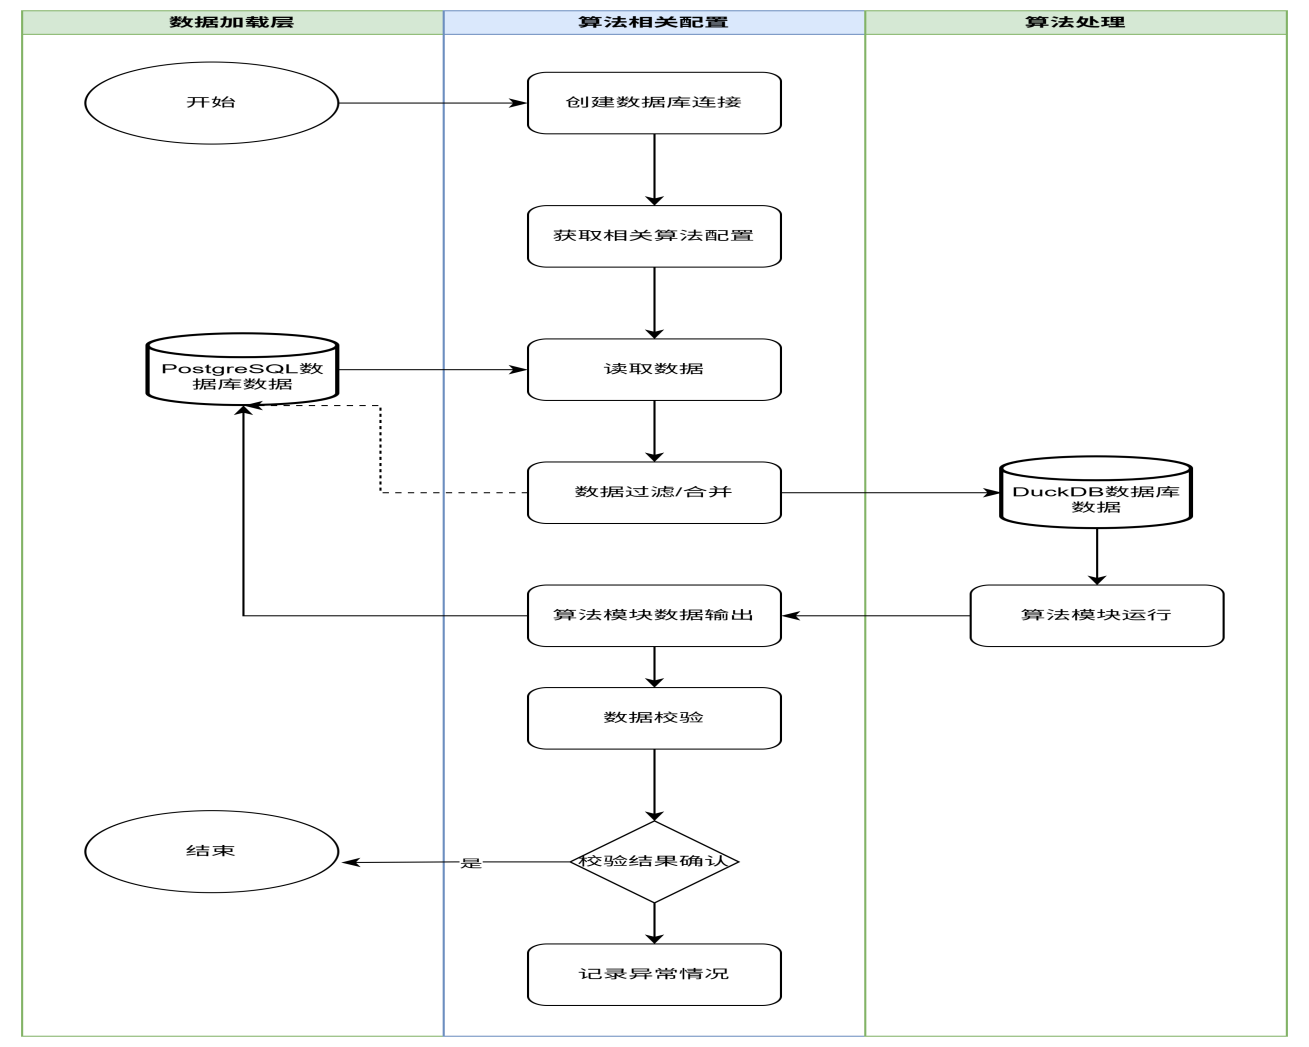 数据加载层
算法相关配置
算法处理
开始
创建数据库连接
获取相关算法配置
PostgreSQL数
据库数据
读取数据
数据过滤/合并
DuckDB数据库
数据
算法模块数据输出
算法模块运行
数据校验
结束
是
校验结果确认
记录异常情况